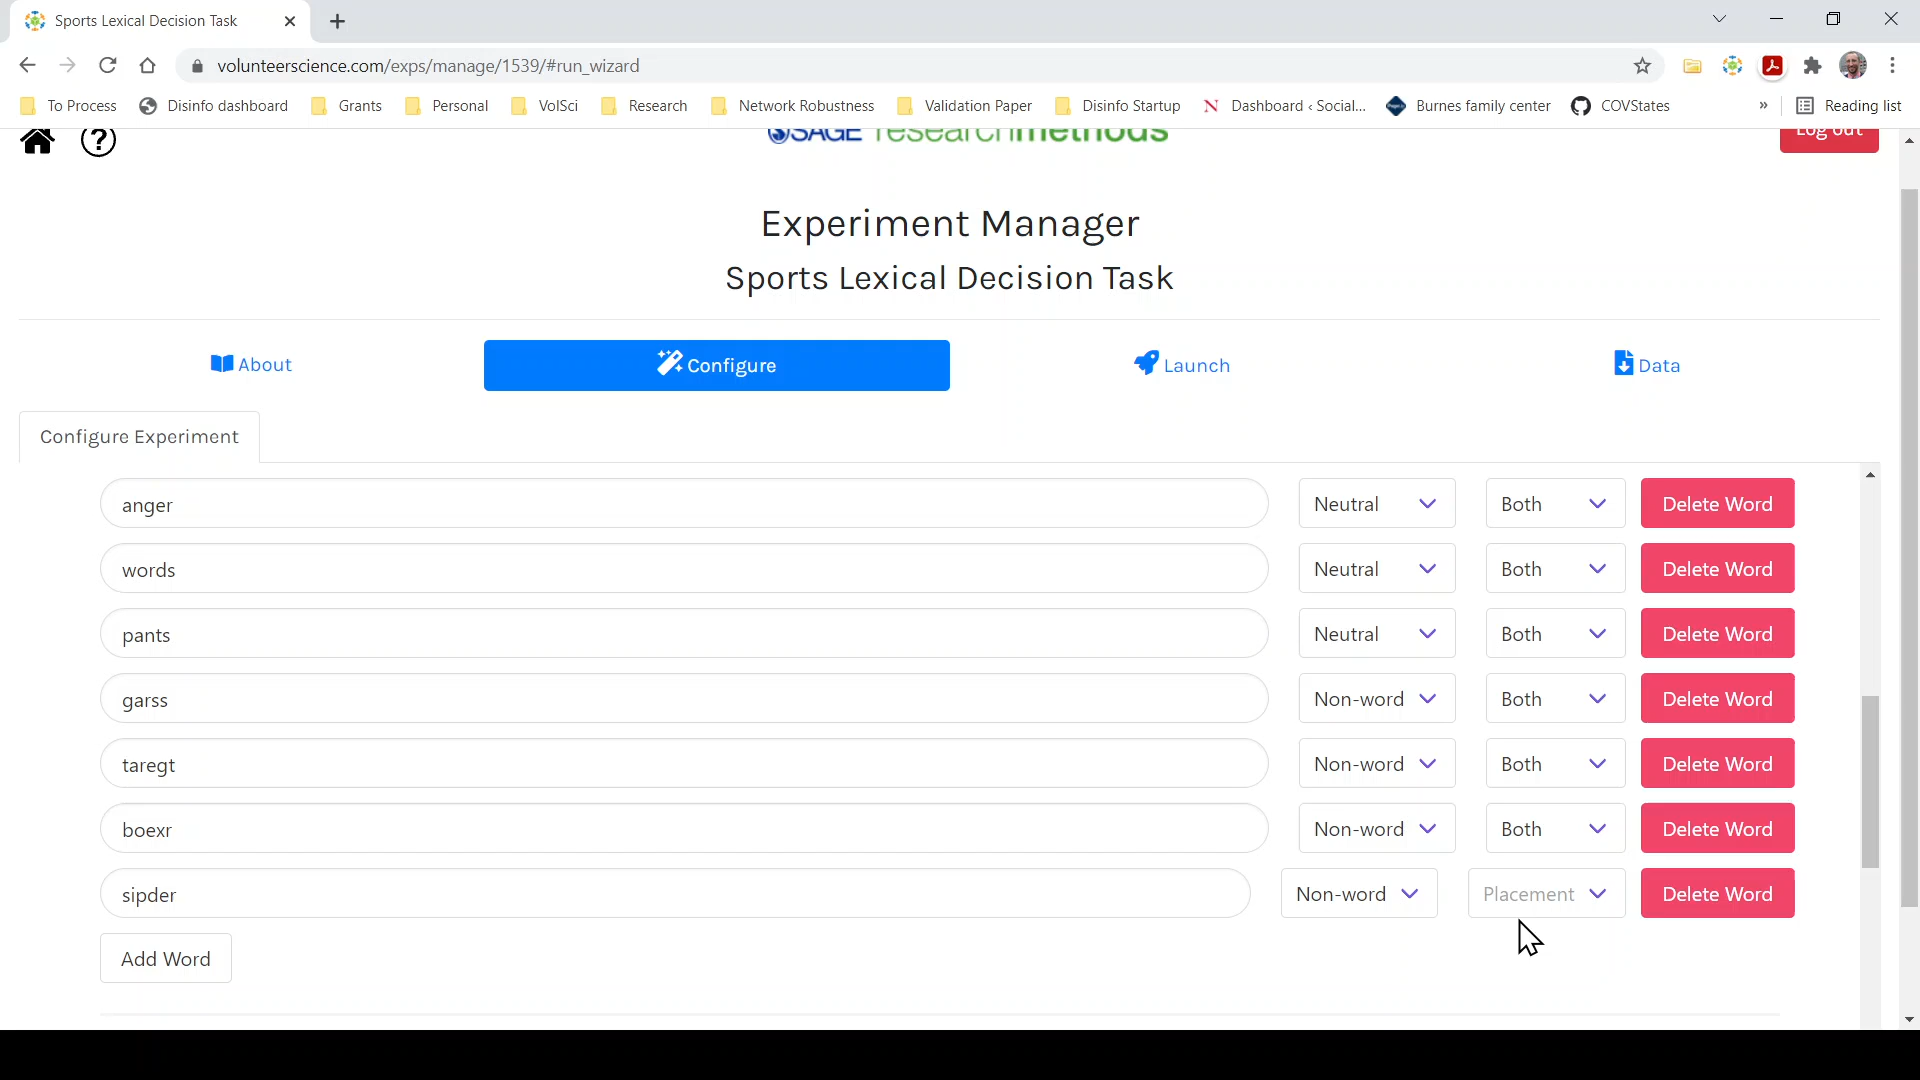 Sports Lexical Decision Task
volunteerscience.com/exps/manage/1539/#run_wizard
To Process Disinfo dashboard Grants Personal VolSci Research Network Robustness Validation Paper Disinfo Startup Dashboard ‹ Social... Burnes family center COVStates » Reading list
SAGE researchmethods Log out
Experiment Manager
Sports Lexical Decision Task
About Configure Launch Data
Configure Experiment
anger Neutral Both Delete Word
words Neutral Both Delete Word
pants Neutral Both Delete Word
garss Non-word Both Delete Word
taregt Non-word Both Delete Word
boexr Non-word Both Delete Word
sipder Non-word Placement Delete Word
Add Word